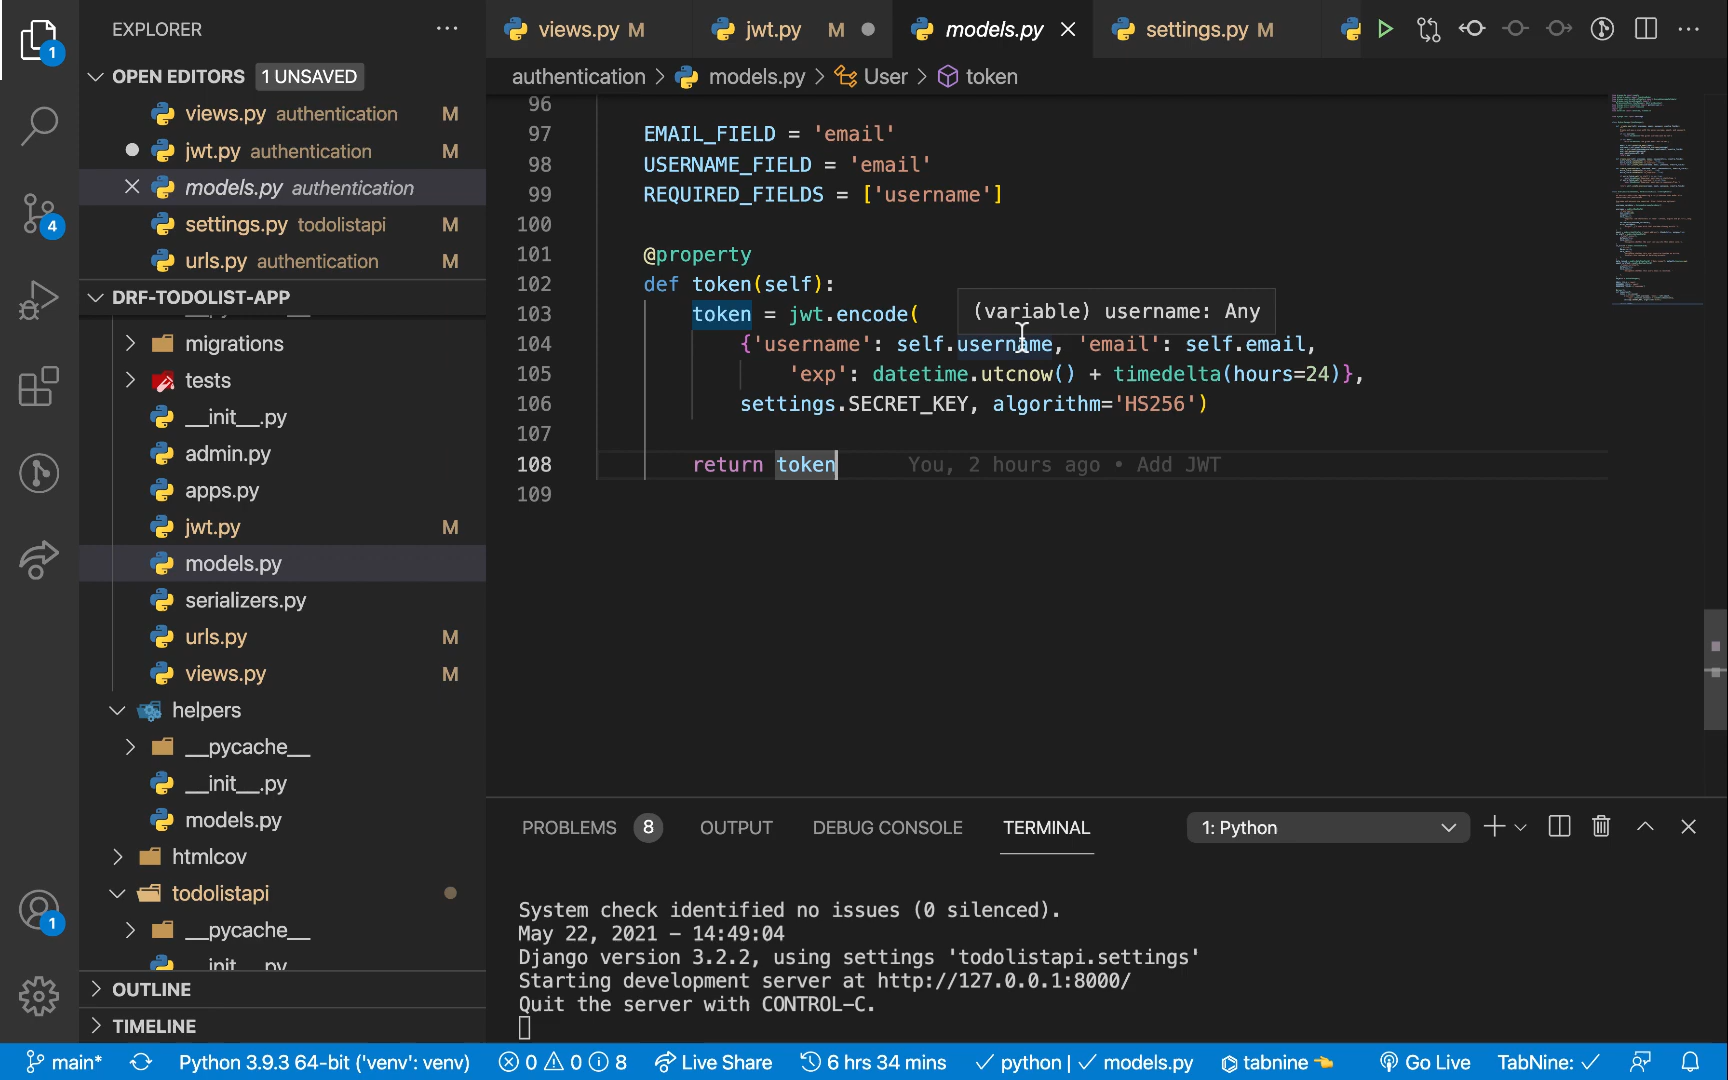 EXPLORER
OPEN EDITORS 1 UNSAVED
views.py authentication M
jwt.py authentication M
models.py authentication
settings.py todolistapi M
urls.py authentication M
DRF-TODOLIST-APP
migrations
tests
__init__.py
admin.py
apps.py
jwt.py M
models.py
serializers.py
urls.py M
views.py M
helpers
__pycache__
__init__.py
models.py
htmlcov
todolistapi
__pycache__
__init__.py
OUTLINE
TIMELINE
1
4
1
views.py M jwt.py M models.py settings.py M
authentication > models.py > User > token
96
97 EMAIL_FIELD = 'email'
98 USERNAME_FIELD = 'email'
99 REQUIRED_FIELDS = ['username']
100
101 @property
102 def token(self):
103 token = jwt.encode(
(variable) username: Any
104 {'username': self.username, 'email': self.email,
105 'exp': datetime.utcnow() + timedelta(hours=24)},
106 settings.SECRET_KEY, algorithm='HS256')
107
108 return token You, 2 hours ago • Add JWT
109
PROBLEMS 8 OUTPUT DEBUG CONSOLE TERMINAL 1: Python
System check identified no issues (0 silenced).
May 22, 2021 - 14:49:04
Django version 3.2.2, using settings 'todolistapi.settings'
Starting development server at http://127.0.0.1:8000/
Quit the server with CONTROL-C.
main* Python 3.9.3 64-bit ('venv': venv) 0 0 8 Live Share 6 hrs 34 mins python | models.py tabnine Go Live TabNine: